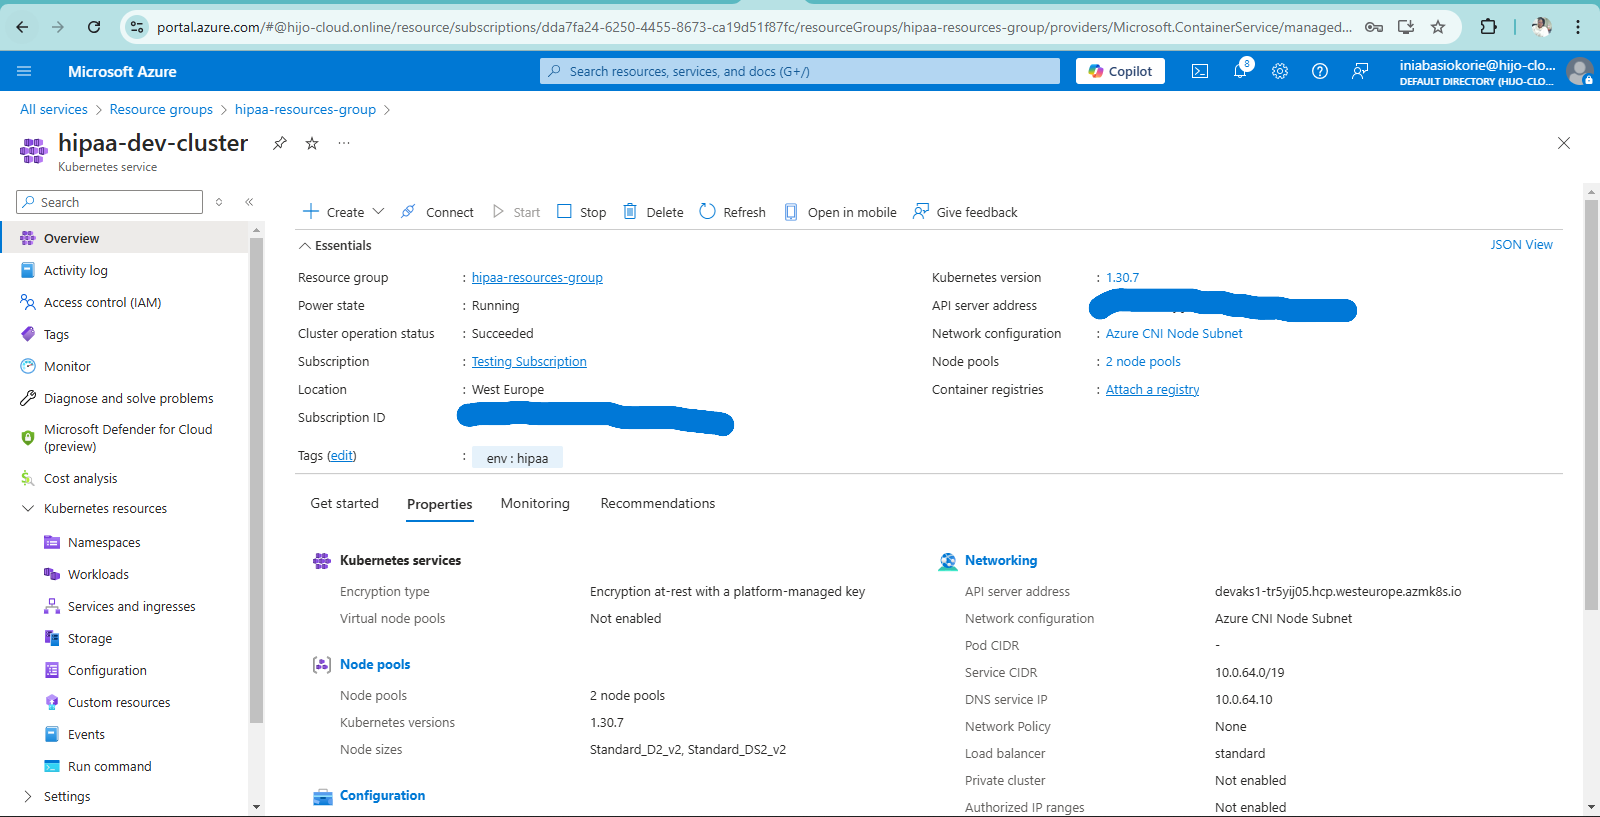 portal.azure.com/#@hijo-cloud.online/resource/subscriptions/dda7fa24-6250-4455-8673-ca19d51f87fc/resourceGroups/hipaa-resources-group/providers/Microsoft.ContainerService/managed...
Microsoft Azure
Search resources, services, and docs (G+/)
Copilot
8
iniabasiokorie@hijo-clo...
DEFAULT DIRECTORY (HIJO-CLO...
All services > Resource groups > hipaa-resources-group >
hipaa-dev-cluster
Kubernetes service
Search
Overview
Activity log
Access control (IAM)
Tags
Monitor
Diagnose and solve problems
Microsoft Defender for Cloud
(preview)
Cost analysis
Kubernetes resources
Namespaces
Workloads
Services and ingresses
Storage
Configuration
Custom resources
Events
Run command
Settings
Create Connect Start Stop Delete Refresh Open in mobile Give feedback
Essentials
JSON View
Resource group : hipaa-resources-group
Power state : Running
Cluster operation status : Succeeded
Subscription : Testing Subscription
Location : West Europe
Subscription ID
Kubernetes version : 1.30.7
API server address
Network configuration : Azure CNI Node Subnet
Node pools : 2 node pools
Container registries : Attach a registry
Tags (edit) : env : hipaa
Get started Properties Monitoring Recommendations
Kubernetes services
Encryption type Encryption at-rest with a platform-managed key
Virtual node pools Not enabled
Node pools
Node pools 2 node pools
Kubernetes versions 1.30.7
Node sizes Standard_D2_v2, Standard_DS2_v2
Configuration
Networking
API server address devaks1-tr5yij05.hcp.westeurope.azmk8s.io
Network configuration Azure CNI Node Subnet
Pod CIDR -
Service CIDR 10.0.64.0/19
DNS service IP 10.0.64.10
Network Policy None
Load balancer standard
Private cluster Not enabled
Authorized IP ranges Not enabled